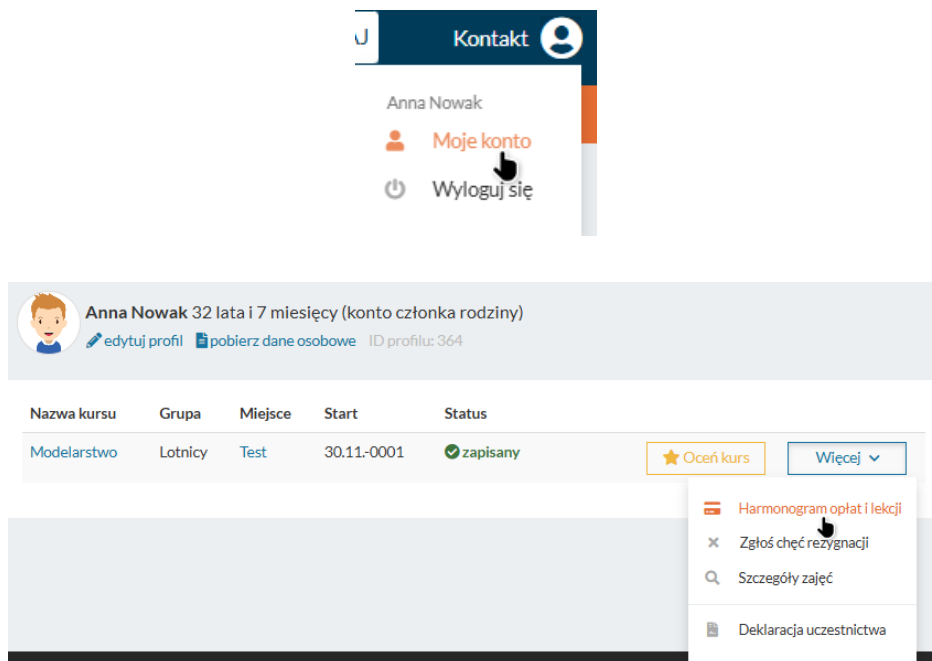 Kontakt
Anna Nowak
Moje konto
Wyloguj się
Anna Nowak 32 lata i 7 miesięcy (konto członka rodziny)
edytuj profil pobierz dane osobowe ID profilu: 364
Nazwa kursu Grupa Miejsce Start Status
Modelarstwo Lotnicy Test 30.11.-0001 zapisany Oceń kurs Więcej
Harmonogram opłat i lekcji
Zgłoś chęć rezygnacji
Szczegóły zajęć
Deklaracja uczestnictwa